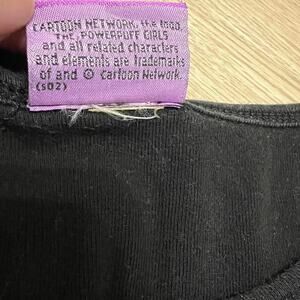 CARTOON NETWORK, the logo,
THE, POWERPUFF GIRLS
and all related characters
and elements are trademarks
of and © Cartoon Network.
(s02)